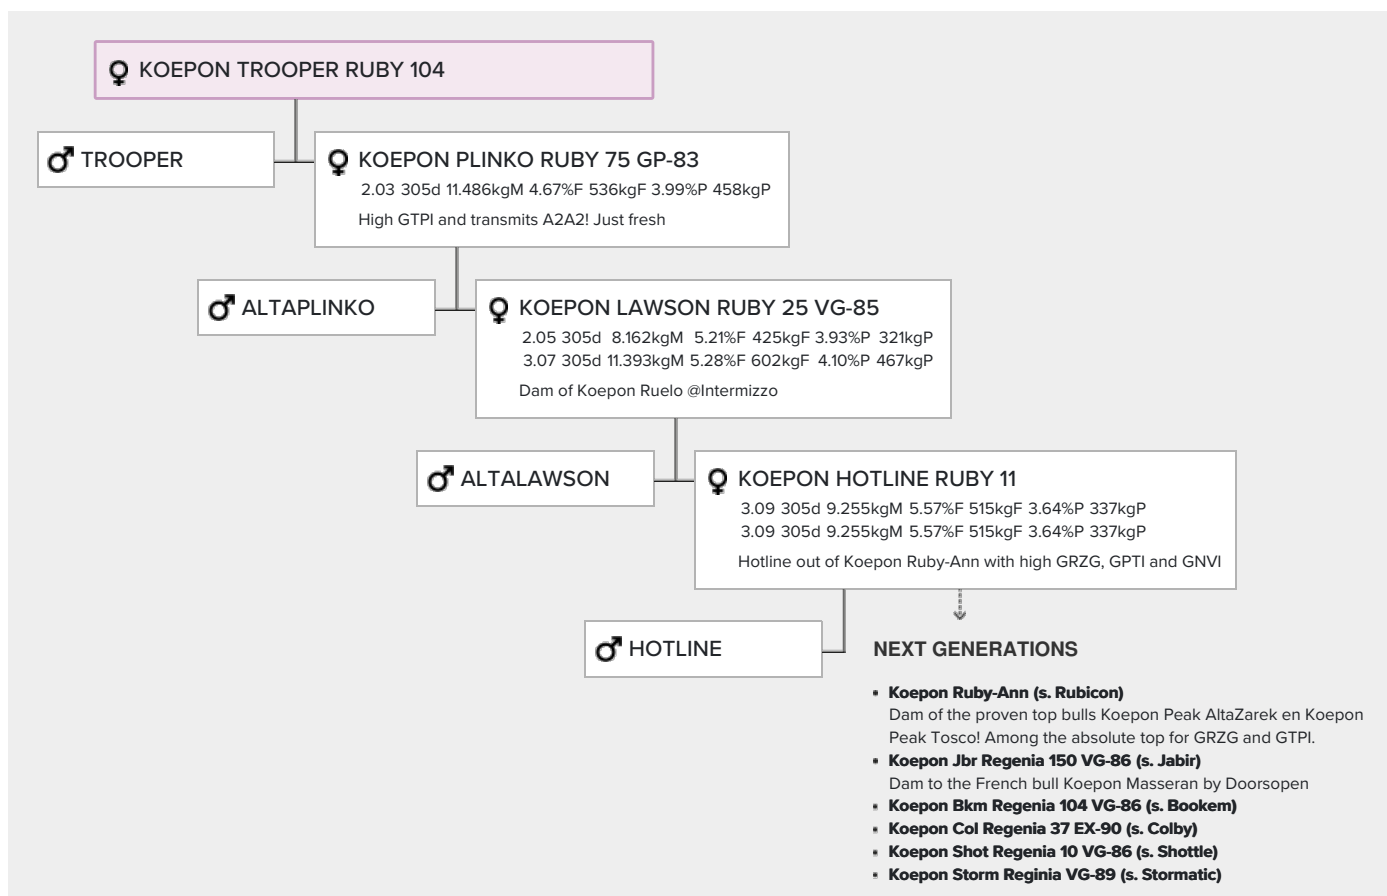 KOEPON TROOPER RUBY 104
TROOPER
KOEPON PLINKO RUBY 75 GP-83
2.03 305d 11.486kgM 4.67%F 536kgF 3.99%P 458kgP
High GTPI and transmits A2A2! Just fresh
ALTAPLINKO
KOEPON LAWSON RUBY 25 VG-85
2.05 305d 8.162kgM 5.21%F 425kgF 3.93%P 321kgP
3.07 305d 11.393kgM 5.28%F 602kgF 4.10%P 467kgP
Dam of Koepon Ruelo @Intermizzo
ALTALAWSON
KOEPON HOTLINE RUBY 11
3.09 305d 9.255kgM 5.57%F 515kgF 3.64%P 337kgP
3.09 305d 9.255kgM 5.57%F 515kgF 3.64%P 337kgP
Hotline out of Koepon Ruby-Ann with high GRZG, GPTI and GNVI
HOTLINE
NEXT GENERATIONS
Koepon Ruby-Ann (s. Rubicon)
Dam of the proven top bulls Koepon Peak AltaZarek en Koepon
Peak Tosco! Among the absolute top for GRZG and GTPI.
Koepon Jbr Regenia 150 VG-86 (s. Jabir)
Dam to the French bull Koepon Masseran by Doorsopen
Koepon Bkm Regenia 104 VG-86 (s. Bookem)
Koepon Col Regenia 37 EX-90 (s. Colby)
Koepon Shot Regenia 10 VG-86 (s. Shottle)
Koepon Storm Reginia VG-89 (s. Stormatic)